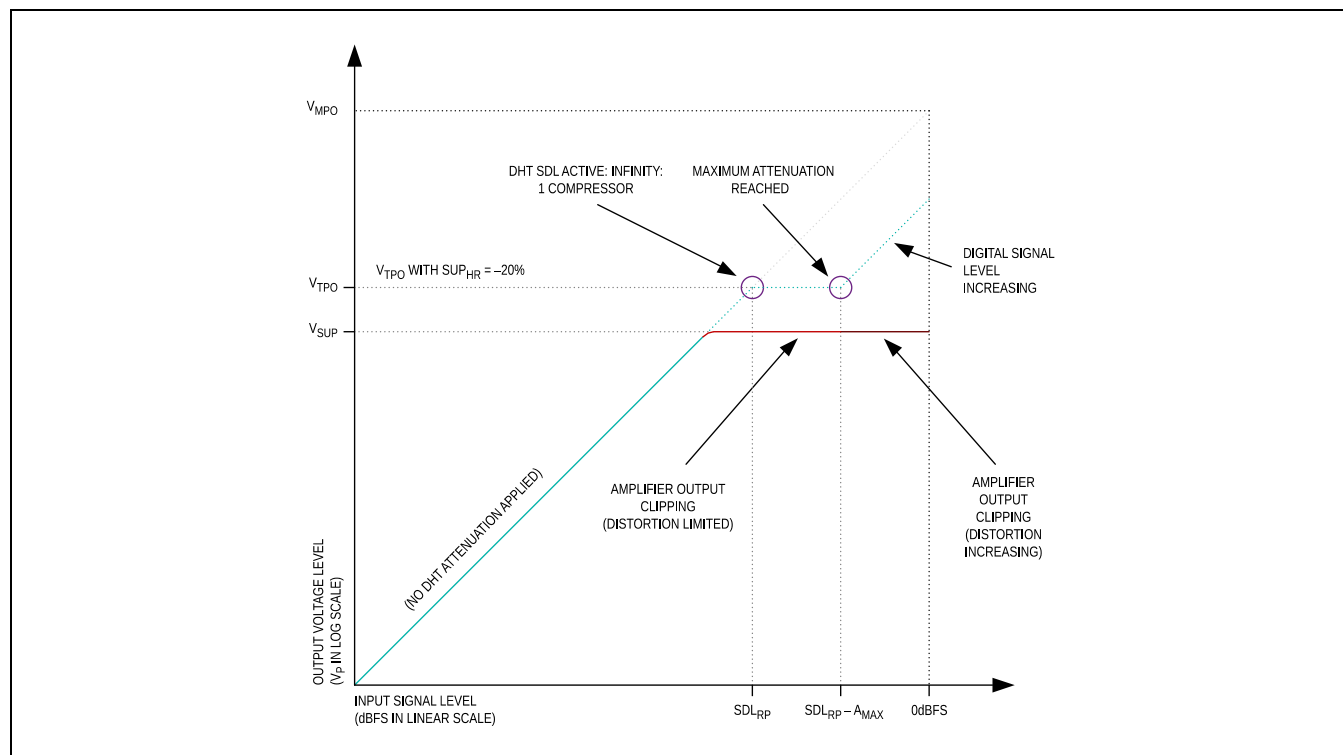 V_MPO
DHT SDL ACTIVE: INFINITY:
1 COMPRESSOR
MAXIMUM ATTENUATION
REACHED
DIGITAL SIGNAL
LEVEL
INCREASING
V_TPO WITH SUP_HR = –20%
V_TPO
V_SUP
AMPLIFIER OUTPUT
CLIPPING
(DISTORTION LIMITED)
AMPLIFIER
OUTPUT
CLIPPING
(DISTORTION
INCREASING)
(NO DHT ATTENUATION APPLIED)
OUTPUT VOLTAGE LEVEL
(V_P IN LOG SCALE)
INPUT SIGNAL LEVEL
(dBFS IN LINEAR SCALE)
SDL_RP
SDL_RP – A_MAX
0dBFS